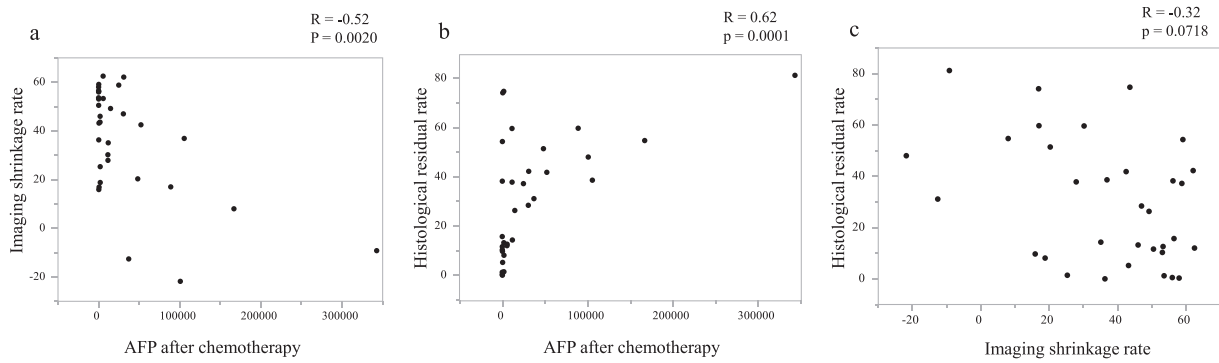 a
R = -0.52
P = 0.0020
Imaging shrinkage rate
60
40
20
0
-20
0
100000
200000
300000
AFP after chemotherapy
b
R = 0.62
p = 0.0001
Histological residual rate
80
60
40
20
0
0
100000
200000
300000
AFP after chemotherapy
c
R = -0.32
p = 0.0718
Histological residual rate
80
60
40
20
0
-20
0
20
40
60
Imaging shrinkage rate